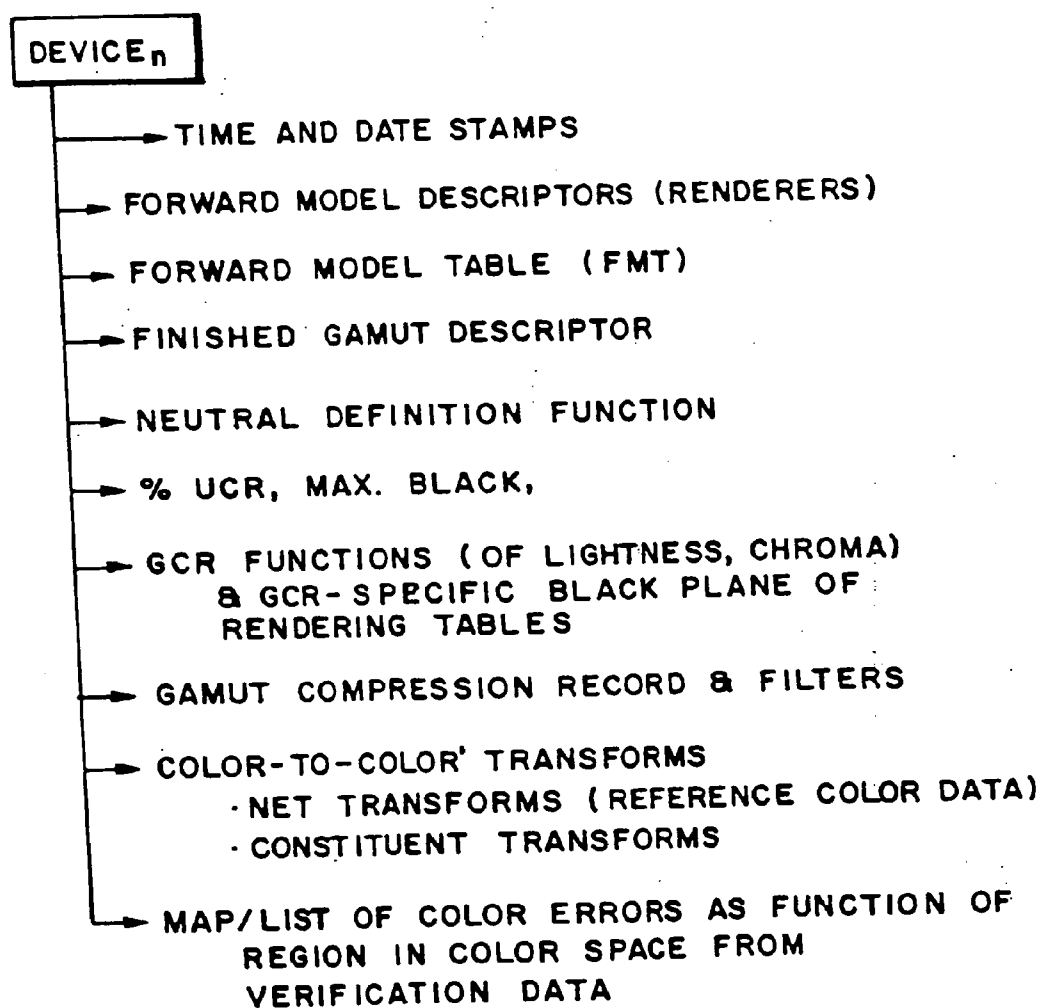 DEVICEn
TIME AND DATE STAMPS
FORWARD MODEL DESCRIPTORS (RENDERERS)
FORWARD MODEL TABLE (FMT)
FINISHED GAMUT DESCRIPTOR
NEUTRAL DEFINITION FUNCTION
% UCR, MAX. BLACK,
GCR FUNCTIONS (OF LIGHTNESS, CHROMA)
& GCR-SPECIFIC BLACK PLANE OF
RENDERING TABLES
GAMUT COMPRESSION RECORD & FILTERS
COLOR-TO-COLOR' TRANSFORMS
· NET TRANSFORMS (REFERENCE COLOR DATA)
· CONSTITUENT TRANSFORMS
MAP/LIST OF COLOR ERRORS AS FUNCTION OF
REGION IN COLOR SPACE FROM
VERIFICATION DATA